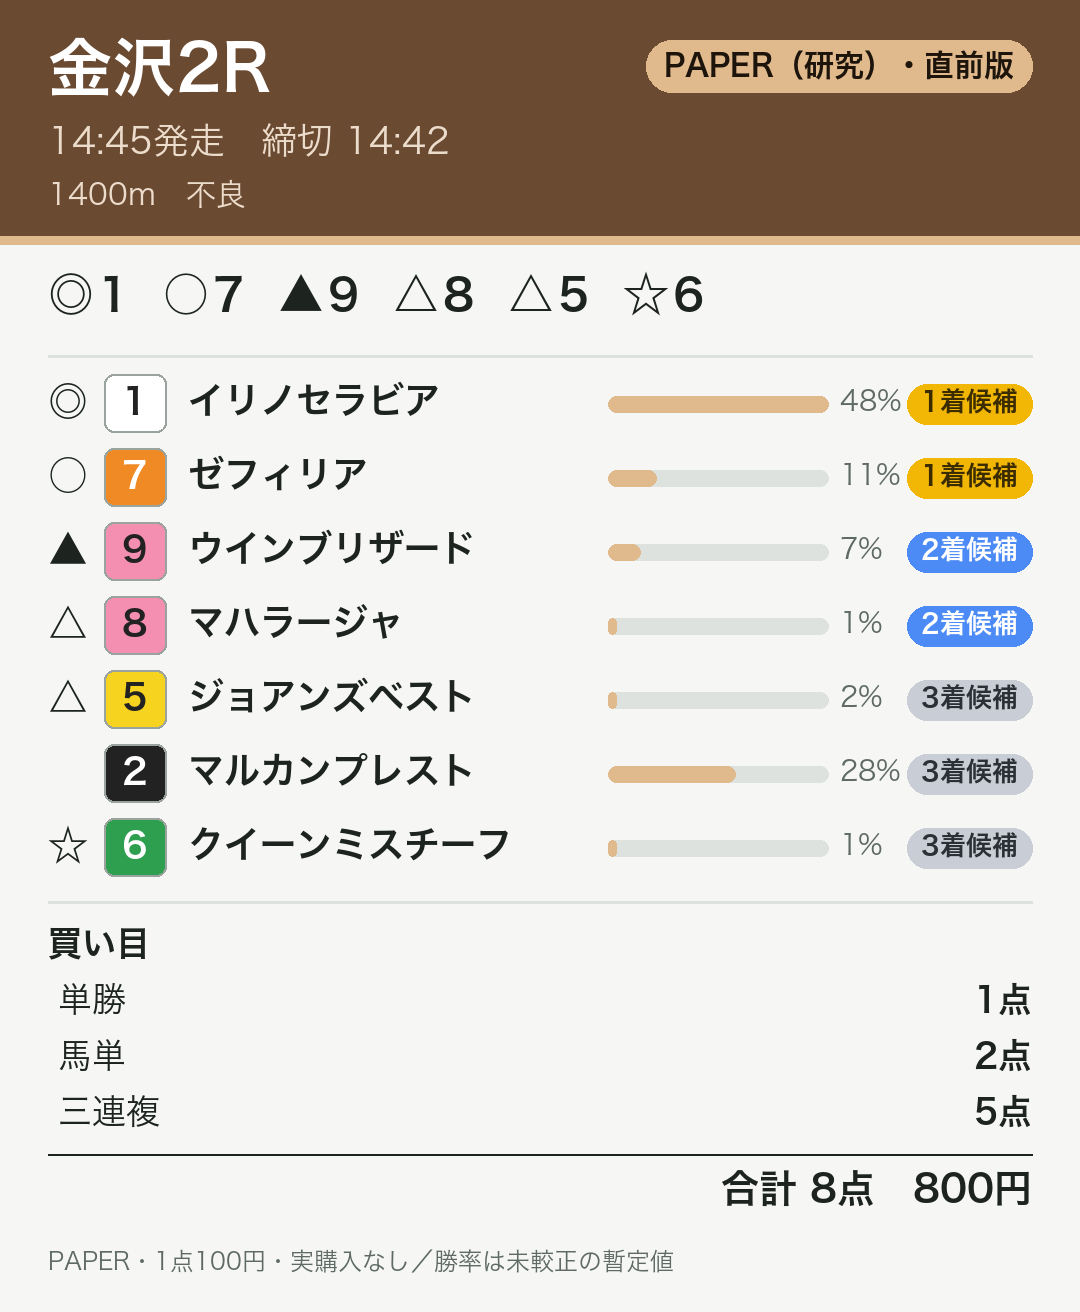 金沢2R
PAPER（研究）・直前版
14:45発走　締切 14:42
1400m　不良
◎1 ○7 ▲9 △8 △5 ☆6
◎ 1 イリノセラビア 48% 1着候補
○ 7 ゼフィリア 11% 1着候補
▲ 9 ウインブリザード 7% 2着候補
△ 8 マハラージャ 1% 2着候補
△ 5 ジョアンズベスト 2% 3着候補
2 マルカンプレスト 28% 3着候補
☆ 6 クイーンミスチーフ 1% 3着候補
買い目
単勝 1点
馬単 2点
三連複 5点
合計 8点　800円
PAPER・1点100円・実購入なし／勝率は未較正の暫定値